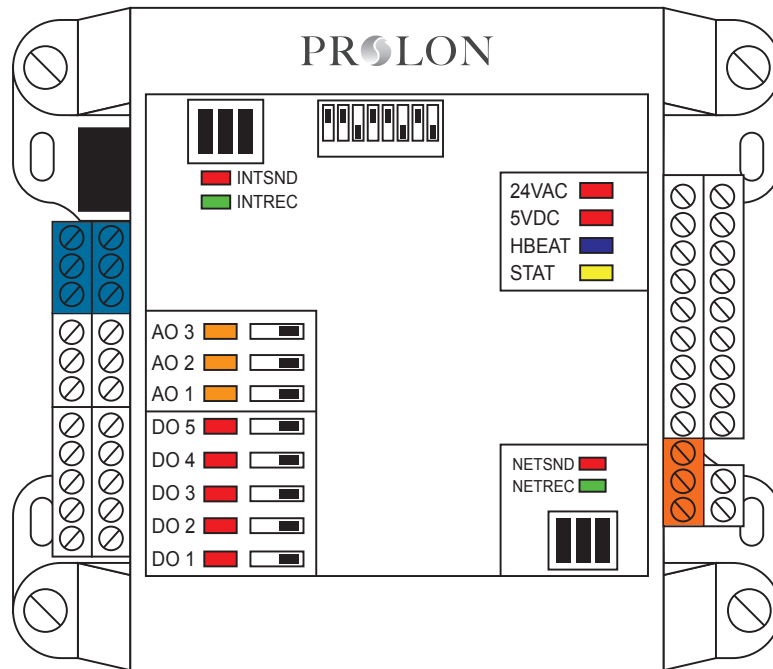 PROLON
INTSND
INTREC
24VAC
5VDC
HBEAT
STAT
AO 3
AO 2
AO 1
DO 5
DO 4
DO 3
DO 2
DO 1
NETSND
NETREC